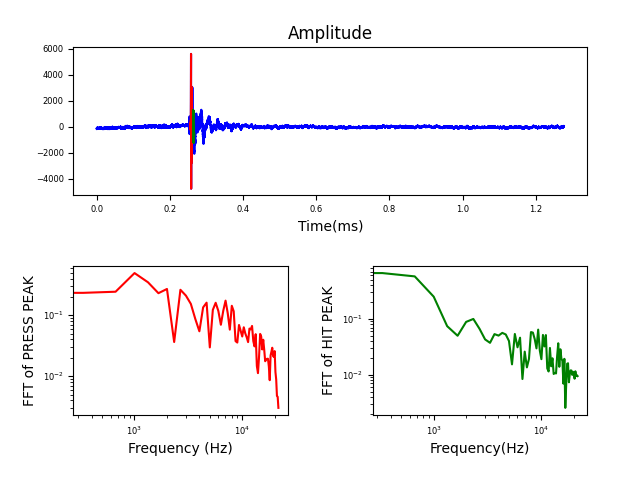 Amplitude
6000
4000
2000
0
−2000
−4000
0.0 0.2 0.4 0.6 0.8 1.0 1.2
Time(ms)
FFT of PRESS PEAK
10⁻¹
10⁻²
10³ 10⁴
Frequency (Hz)
FFT of HIT PEAK
10⁻¹
10⁻²
10³ 10⁴
Frequency(Hz)